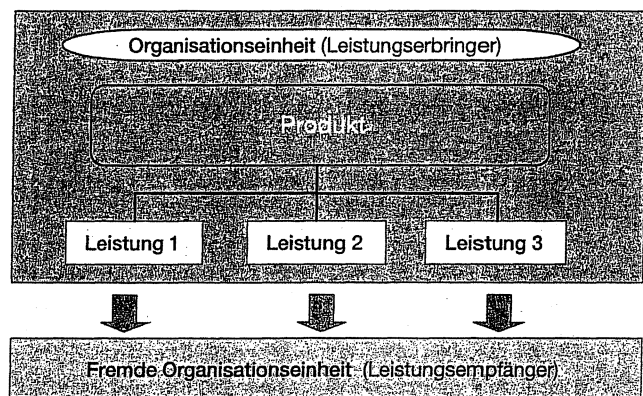 Organisationseinheit (Leistungserbringer)
Produkt
Leistung 1 Leistung 2 Leistung 3
Fremde Organisationseinheit (Leistungsempfänger)